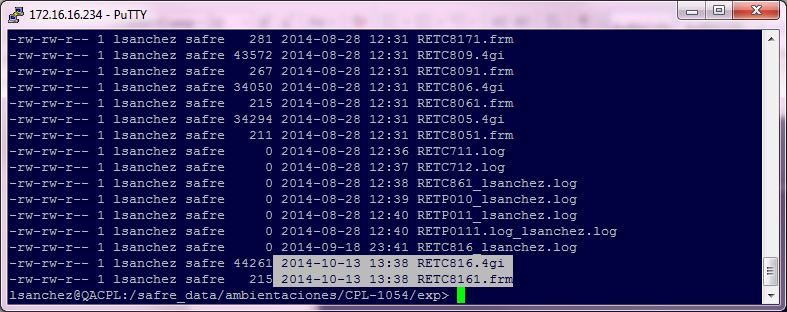 172.16.16.234 - PuTTY
-rw-rw-r-- 1 lsanchez safre   281 2014-08-28 12:31 RETC8171.frm
-rw-rw-r-- 1 lsanchez safre 43572 2014-08-28 12:31 RETC809.4gi
-rw-rw-r-- 1 lsanchez safre   267 2014-08-28 12:31 RETC8091.frm
-rw-rw-r-- 1 lsanchez safre 34050 2014-08-28 12:31 RETC806.4gi
-rw-rw-r-- 1 lsanchez safre   215 2014-08-28 12:31 RETC8061.frm
-rw-rw-r-- 1 lsanchez safre 34294 2014-08-28 12:31 RETC805.4gi
-rw-rw-r-- 1 lsanchez safre   211 2014-08-28 12:31 RETC8051.frm
-rw-rw-r-- 1 lsanchez safre     0 2014-08-28 12:36 RETC711.log
-rw-rw-r-- 1 lsanchez safre     0 2014-08-28 12:37 RETC712.log
-rw-rw-r-- 1 lsanchez safre     0 2014-08-28 12:38 RETC861_lsanchez.log
-rw-rw-r-- 1 lsanchez safre     0 2014-08-28 12:39 RETP010_lsanchez.log
-rw-rw-r-- 1 lsanchez safre     0 2014-08-28 12:40 RETP011_lsanchez.log
-rw-rw-r-- 1 lsanchez safre     0 2014-08-28 12:40 RETP0111.log_lsanchez.log
-rw-rw-r-- 1 lsanchez safre     0 2014-09-18 23:41 RETC816_lsanchez.log
-rw-rw-r-- 1 lsanchez safre 44261 2014-10-13 13:38 RETC816.4gi
-rw-rw-r-- 1 lsanchez safre   215 2014-10-13 13:38 RETC8161.frm
lsanchez@QACPL:/safre_data/ambientaciones/CPL-1054/exp>